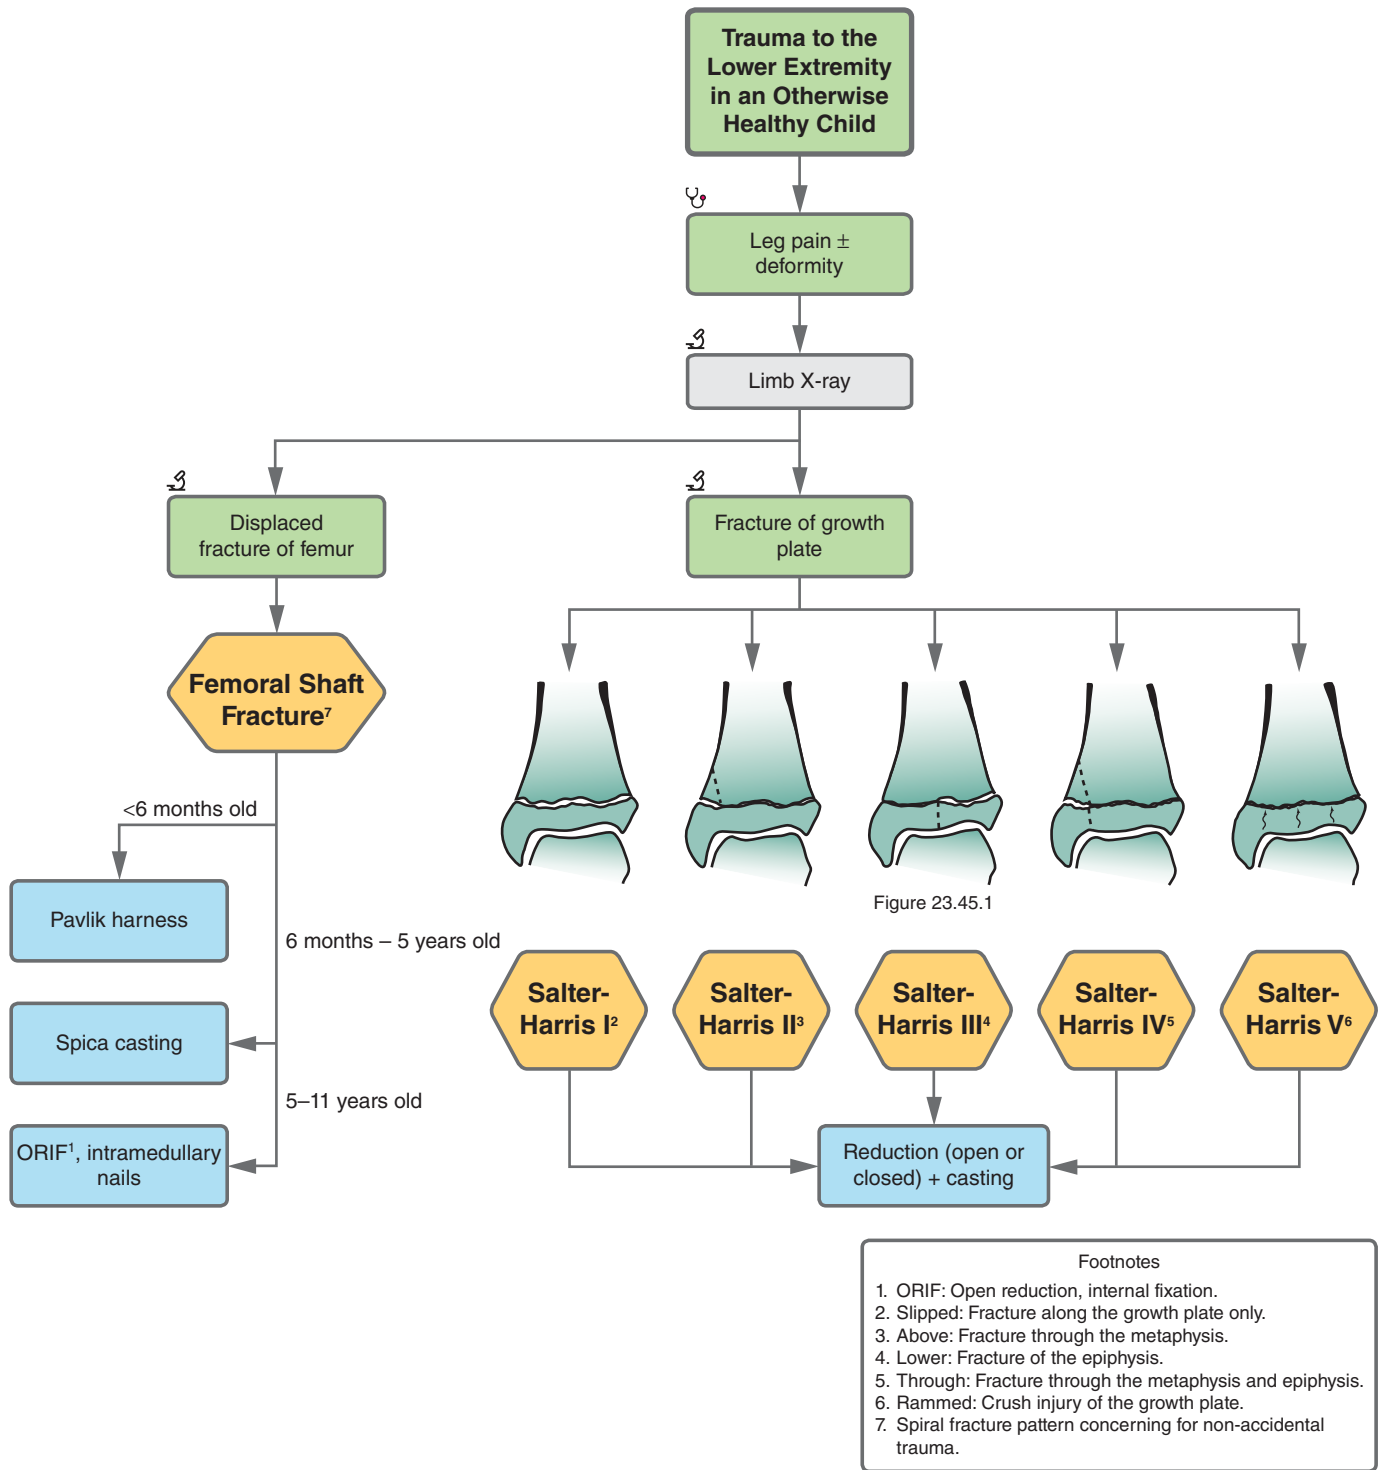 Trauma to the
Lower Extremity
in an Otherwise
Healthy Child
Leg pain ±
deformity
Limb X-ray
Displaced
fracture of femur
Fracture of growth
plate
Femoral Shaft
Fracture⁷
<6 months old
Pavlik harness
6 months – 5 years old
Spica casting
5–11 years old
ORIF¹, intramedullary
nails
Figure 23.45.1
Salter-
Harris I²
Salter-
Harris II³
Salter-
Harris III⁴
Salter-
Harris IV⁵
Salter-
Harris V⁶
Reduction (open or
closed) + casting
Footnotes
1. ORIF: Open reduction, internal fixation.
2. Slipped: Fracture along the growth plate only.
3. Above: Fracture through the metaphysis.
4. Lower: Fracture of the epiphysis.
5. Through: Fracture through the metaphysis and epiphysis.
6. Rammed: Crush injury of the growth plate.
7. Spiral fracture pattern concerning for non-accidental
trauma.